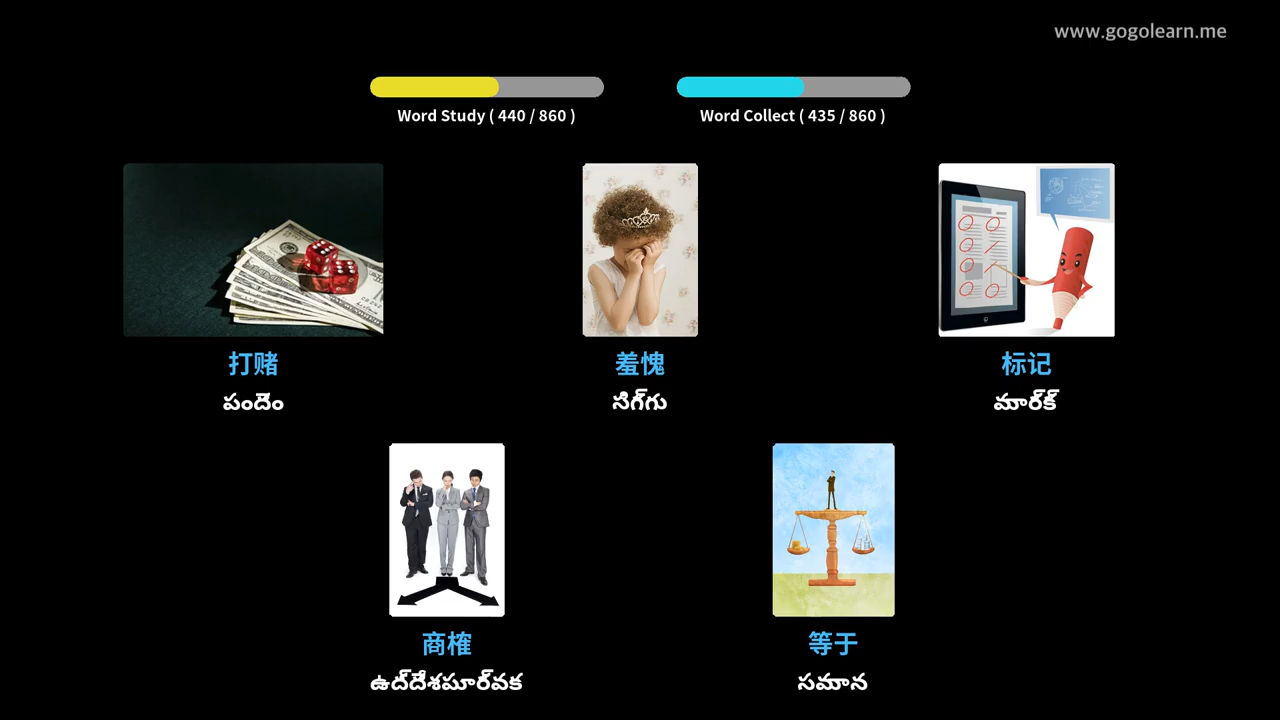 www.gogolearn.me
Word Study ( 440 / 860 )
Word Collect ( 435 / 860 )
打赌
羞愧
标记
పందెం
సిగ్గు
మార్క్
商榷
等于
ఉద్దేశపూర్వక
సమాన